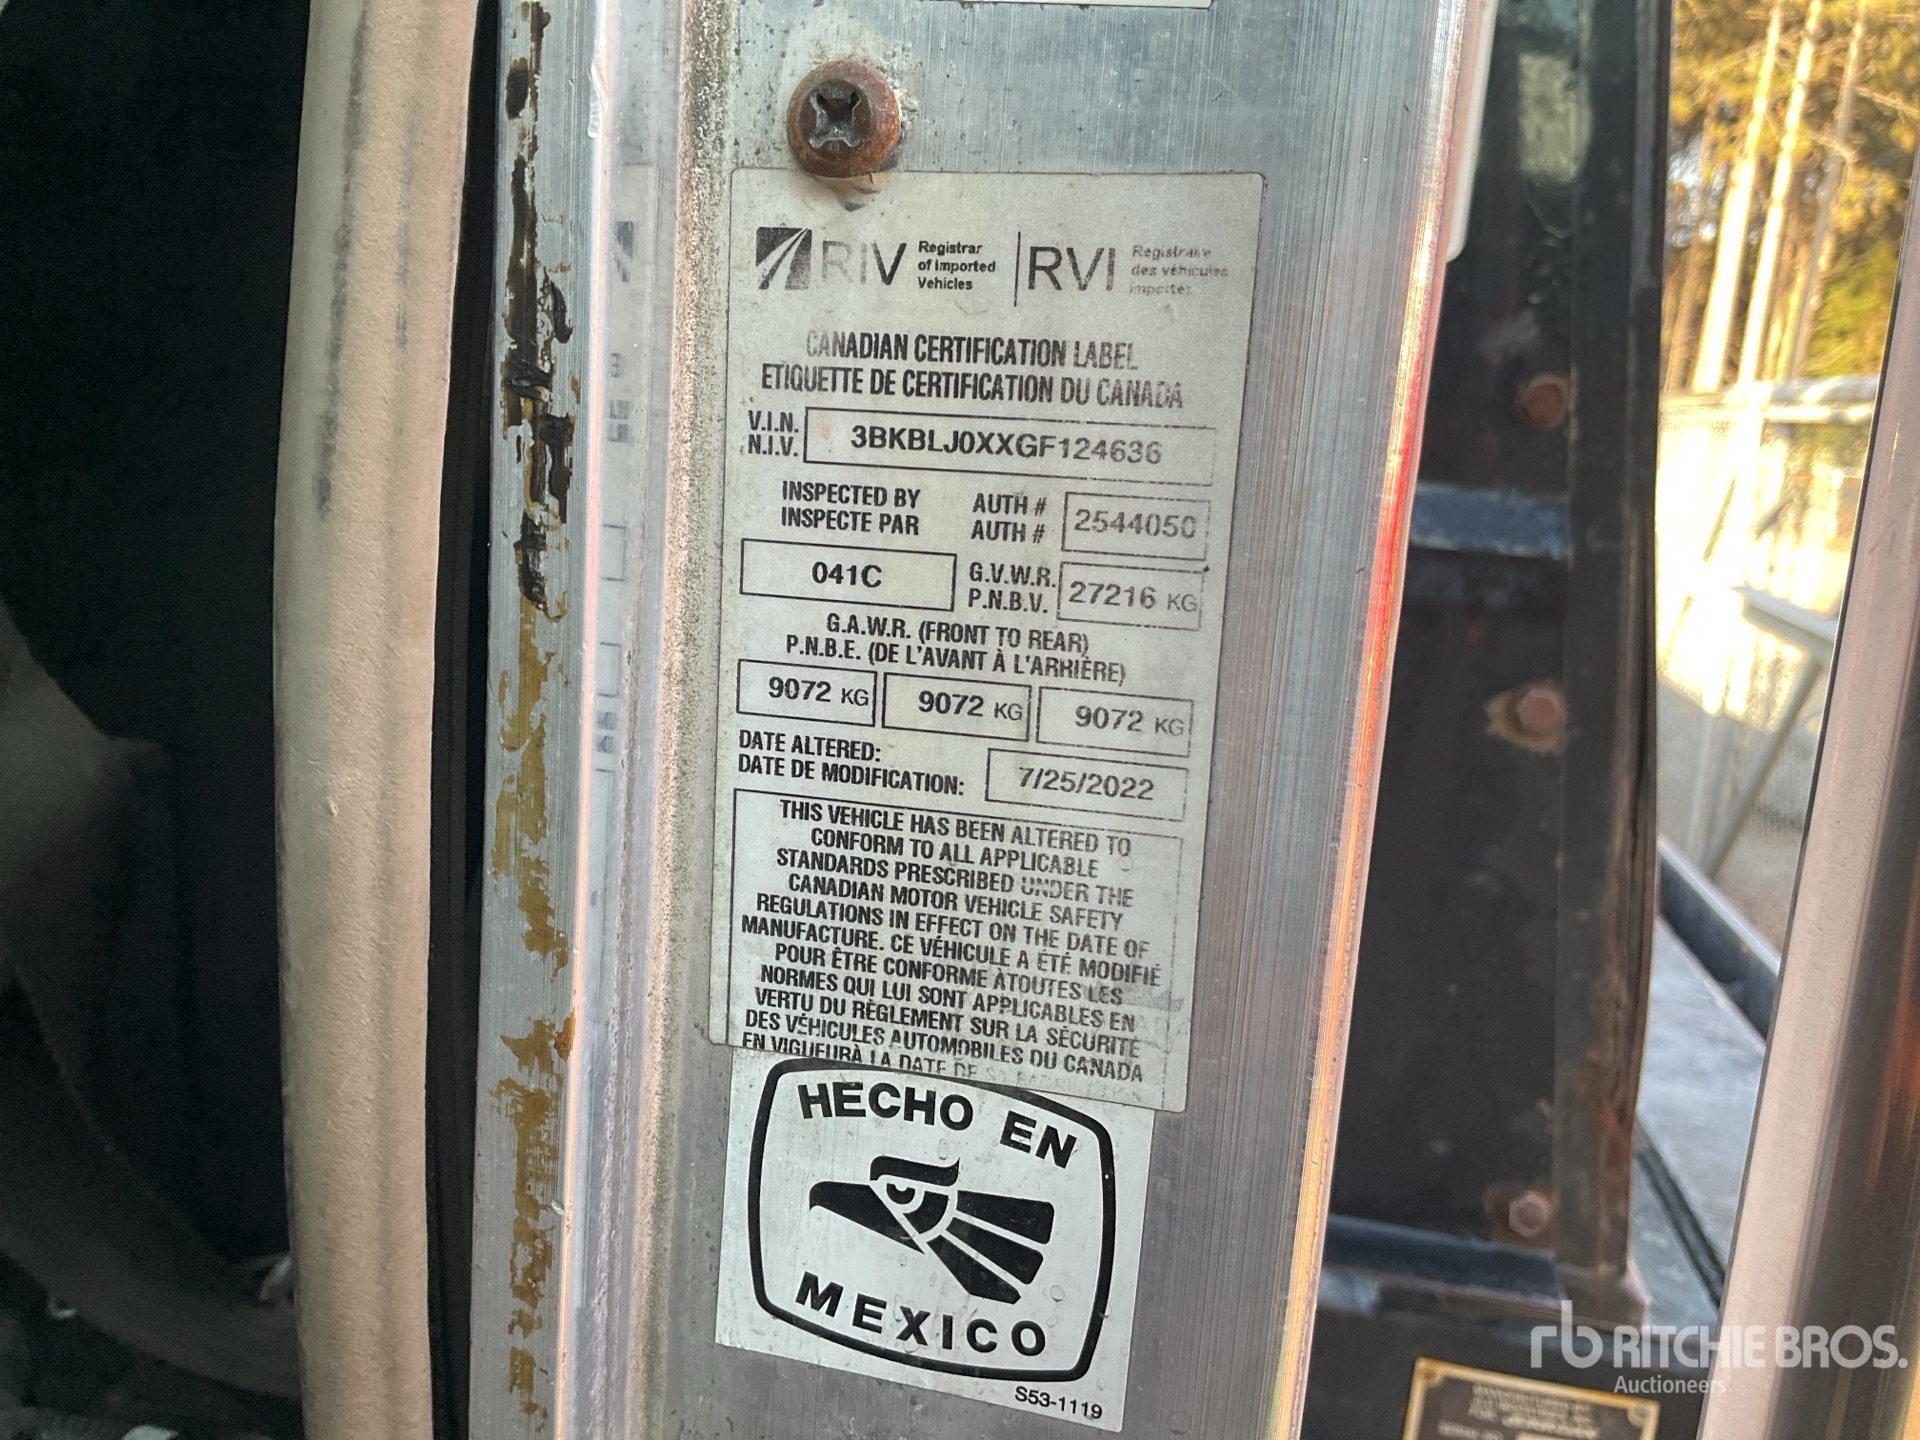 RIV Registrar
of Imported
Vehicles
RVI Registraire
des véhicules
importés
CANADIAN CERTIFICATION LABEL
ETIQUETTE DE CERTIFICATION DU CANADA
V.I.N.
N.I.V.
3BKBLJ0XXGF124636
INSPECTED BY
INSPECTE PAR
AUTH #
AUTH #
2544050
041C
G.V.W.R.
P.N.B.V.
27216 KG
G.A.W.R. (FRONT TO REAR)
P.N.B.E. (DE L'AVANT À L'ARRIÈRE)
9072 KG 9072 KG 9072 KG
DATE ALTERED:
DATE DE MODIFICATION:
7/25/2022
THIS VEHICLE HAS BEEN ALTERED TO
CONFORM TO ALL APPLICABLE
STANDARDS PRESCRIBED UNDER THE
CANADIAN MOTOR VEHICLE SAFETY
REGULATIONS IN EFFECT ON THE DATE OF
MANUFACTURE. CE VÉHICULE A ÉTÉ MODIFIÉ
POUR ÊTRE CONFORME ÀTOUTES LES
NORMES QUI LUI SONT APPLICABLES EN
VERTU DU RÈGLEMENT SUR LA SÉCURITÉ
DES VÉHICULES AUTOMOBILES DU CANADA
EN VIGUEURÀ LA DATE DE SA
HECHO EN
MEXICO
S53-1119
rb RITCHIE BROS.
Auctioneers